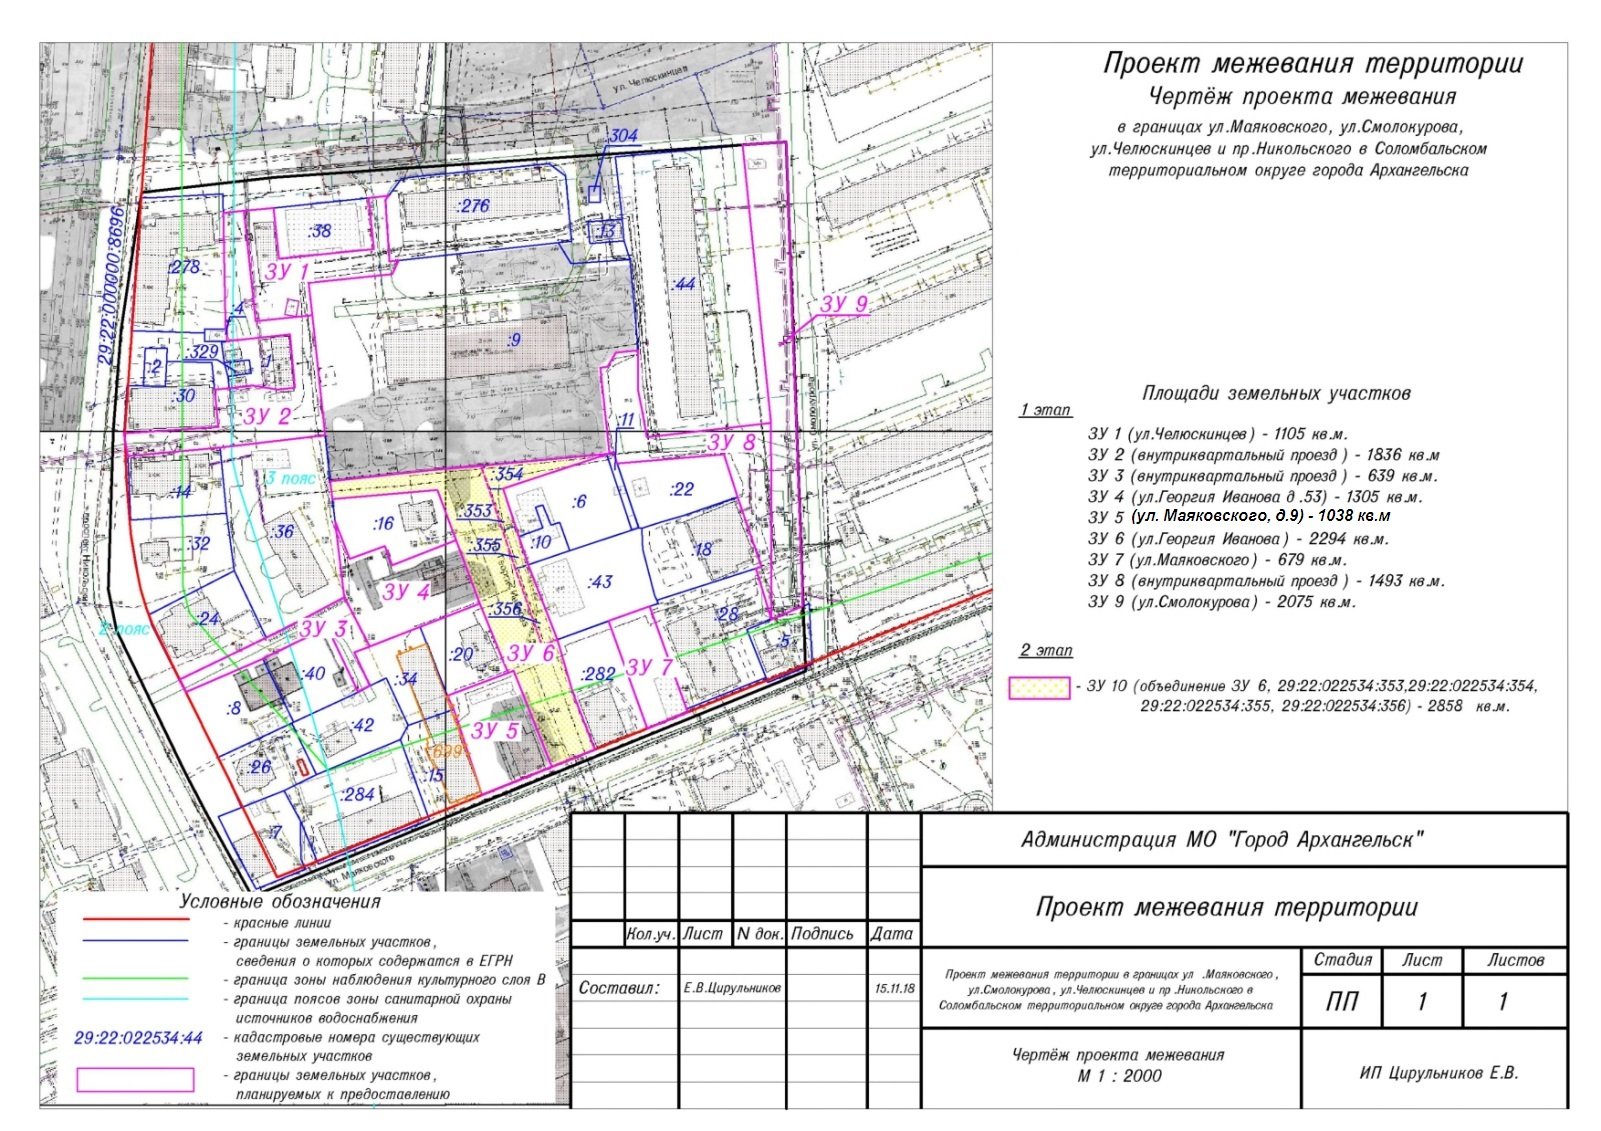 Проект межевания территории
Чертёж проекта межевания
в границах ул.Маяковского, ул.Смолокурова,
ул.Челюскинцев и пр.Никольского в Соломбальском
территориальном округе города Архангельска
Площади земельных участков
1 этап
ЗУ 1 (ул.Челюскинцев) - 1105 кв.м.
ЗУ 2 (внутриквартальный проезд) - 1836 кв.м
ЗУ 3 (внутриквартальный проезд) - 639 кв.м.
ЗУ 4 (ул.Георгия Иванова д.53) - 1305 кв.м.
ЗУ 5 (ул. Маяковского, д.9) - 1038 кв.м
ЗУ 6 (ул.Георгия Иванова) - 2294 кв.м.
ЗУ 7 (ул.Маяковского) - 679 кв.м.
ЗУ 8 (внутриквартальный проезд) - 1493 кв.м.
ЗУ 9 (ул.Смолокурова) - 2075 кв.м.
2 этап
- ЗУ 10 (объединение ЗУ 6, 29:22:022534:353,29:22:022534:354,
29:22:022534:355, 29:22:022534:356) - 2858 кв.м.
ул. Челюскинцев
:304
:276
:13
:38
29:22:000000:8696
:278
ЗУ 1
:44
:4
ЗУ 9
:9
:329
:1
:2
:30
ЗУ 2
:11
ул. Смолокурова
ЗУ 8
:354
3 пояс
:14
:22
:6
:16
:353
:36
:32
:10
:355
:18
:43
ЗУ 4
:356
:24
:28
2 пояс
ЗУ 3
:5
:20
ЗУ 6
ЗУ 7
:40
:34
:282
:8
:42
ЗУ 5
:699
:26
:15
:284
:7
ул. Маяковского
Условные обозначения
- красные линии
- границы земельных участков,
сведения о которых содержатся в ЕГРН
- граница зоны наблюдения культурного слоя В
- граница поясов зоны санитарной охраны
источников водоснабжения
29:22:022534:44 - кадастровые номера существующих
земельных участков
- границы земельных участков,
планируемых к предоставлению
Администрация МО "Город Архангельск"
Проект межевания территории
Кол.уч. Лист N док. Подпись Дата
Составил: Е.В.Цирульников 15.11.18
Проект межевания территории в границах ул .Маяковского,
ул.Смолокурова, ул.Челюскинцев и пр.Никольского в
Соломбальском территориальном округе города Архангельска
Стадия Лист Листов
ПП 1 1
Чертёж проекта межевания
М 1 : 2000
ИП Цирульников Е.В.